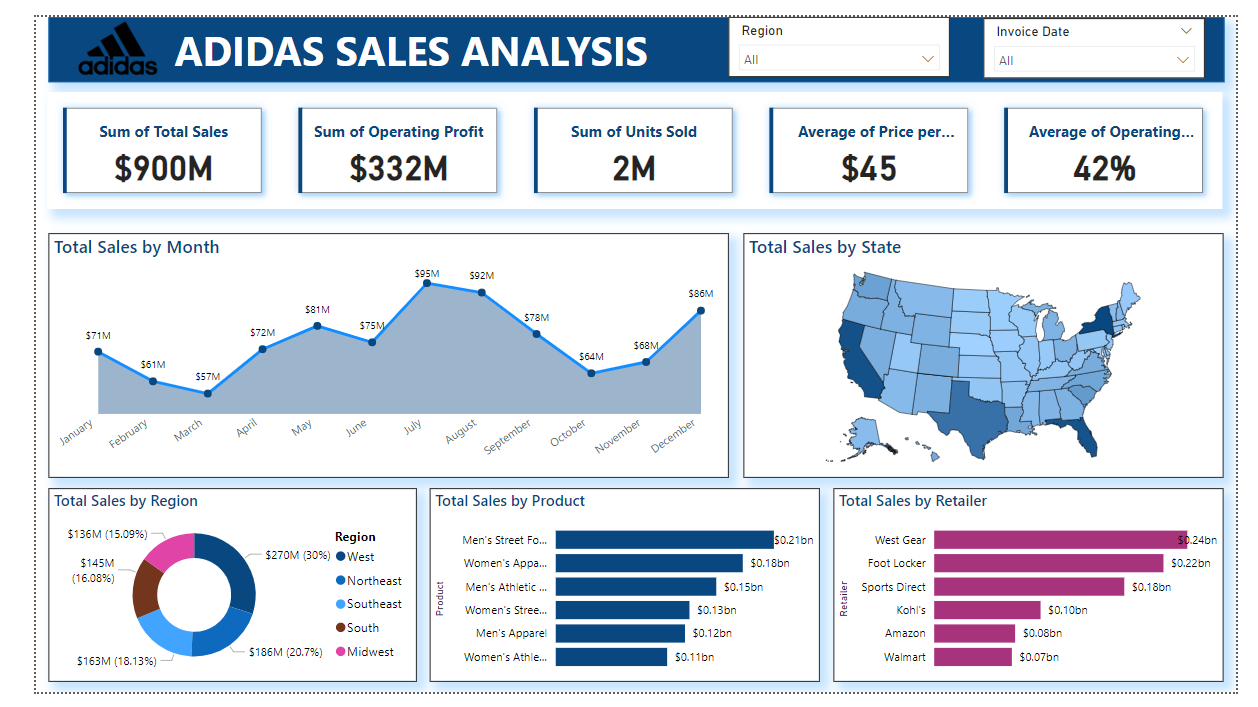 adidas
ADIDAS SALES ANALYSIS
Region
All
Invoice Date
All
Sum of Total Sales
$900M
Sum of Operating Profit
$332M
Sum of Units Sold
2M
Average of Price per...
$45
Average of Operating...
42%
Total Sales by Month
$71M
$61M
$57M
$72M
$81M
$75M
$95M
$92M
$78M
$64M
$68M
$86M
January
February
March
April
May
June
July
August
September
October
November
December
Total Sales by State
Total Sales by Region
$136M (15.09%)
$145M
(16.08%)
$163M (18.13%)
$270M (30%)
$186M (20.7%)
Region
West
Northeast
Southeast
South
Midwest
Total Sales by Product
Product
Men's Street Fo... $0.21bn
Women's Appa... $0.18bn
Men's Athletic ... $0.15bn
Women's Stree... $0.13bn
Men's Apparel $0.12bn
Women's Athle... $0.11bn
Total Sales by Retailer
Retailer
West Gear $0.24bn
Foot Locker $0.22bn
Sports Direct $0.18bn
Kohl's $0.10bn
Amazon $0.08bn
Walmart $0.07bn